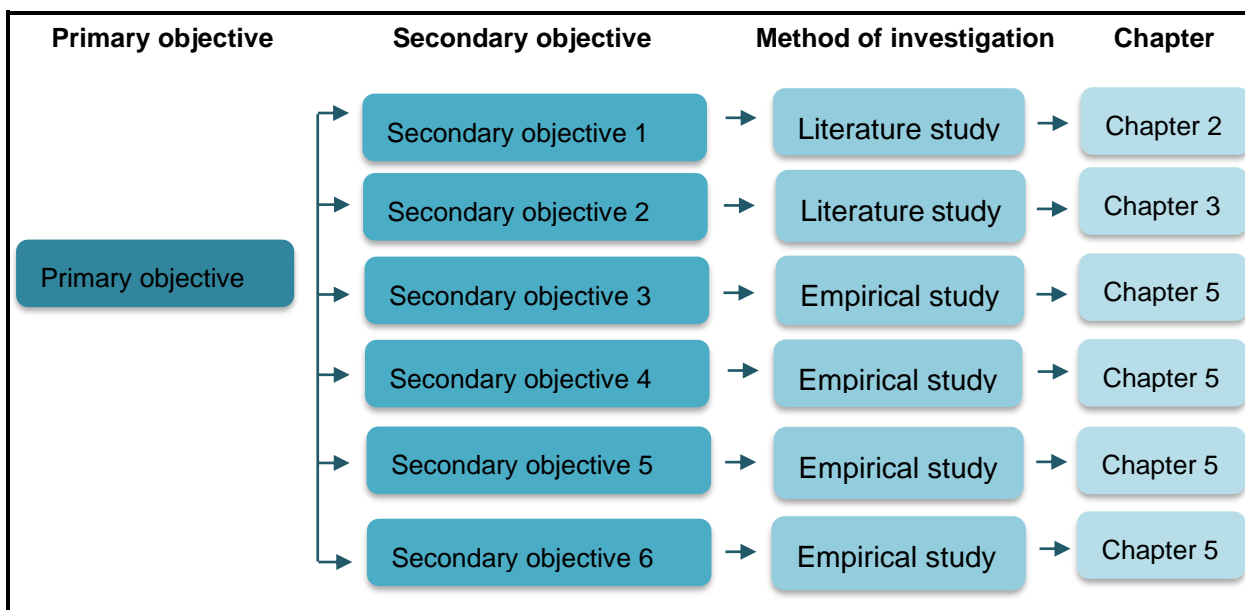 Primary objective Secondary objective Method of investigation Chapter
Secondary objective 1 Literature study Chapter 2
Secondary objective 2 Literature study Chapter 3
Primary objective
Secondary objective 3 Empirical study Chapter 5
Secondary objective 4 Empirical study Chapter 5
Secondary objective 5 Empirical study Chapter 5
Secondary objective 6 Empirical study Chapter 5